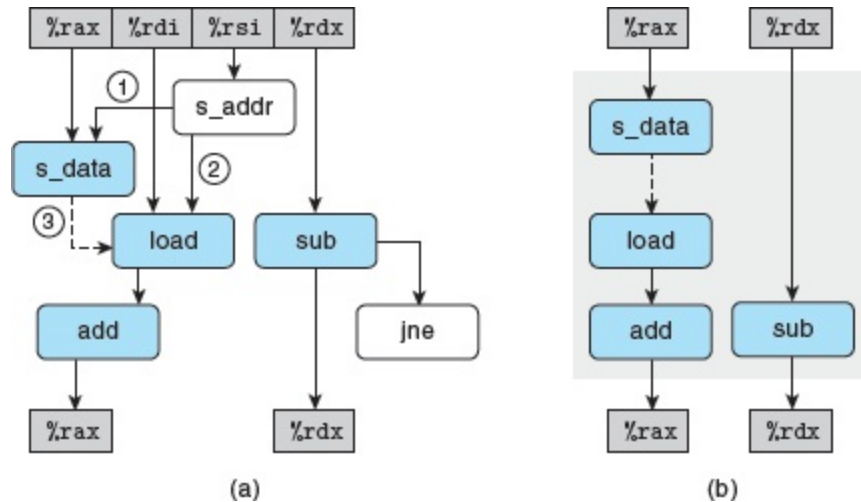 %rax %rdi %rsi %rdx %rax %rdx
① s_addr s_data
s_data ②
③ load sub load
add jne add sub
%rax %rdx %rax %rdx
(a) (b)